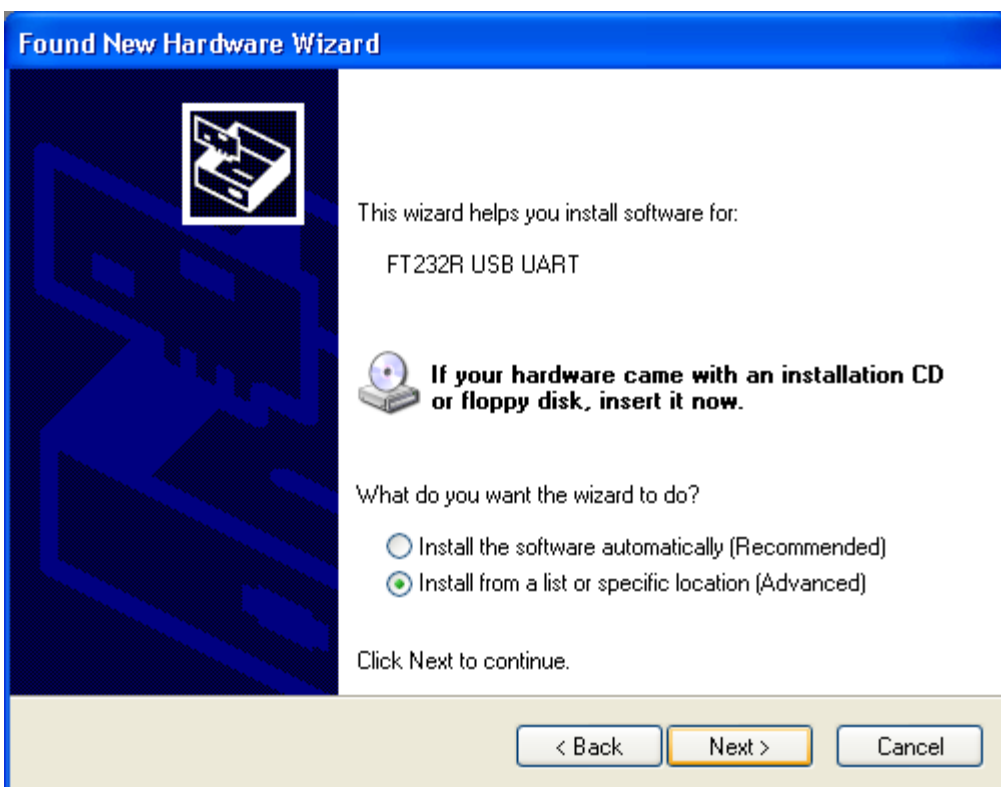 Found New Hardware Wizard
This wizard helps you install software for:
FT232R USB UART
If your hardware came with an installation CD
or floppy disk, insert it now.
What do you want the wizard to do?
Install the software automatically (Recommended)
Install from a list or specific location (Advanced)
Click Next to continue.
< Back
Next >
Cancel